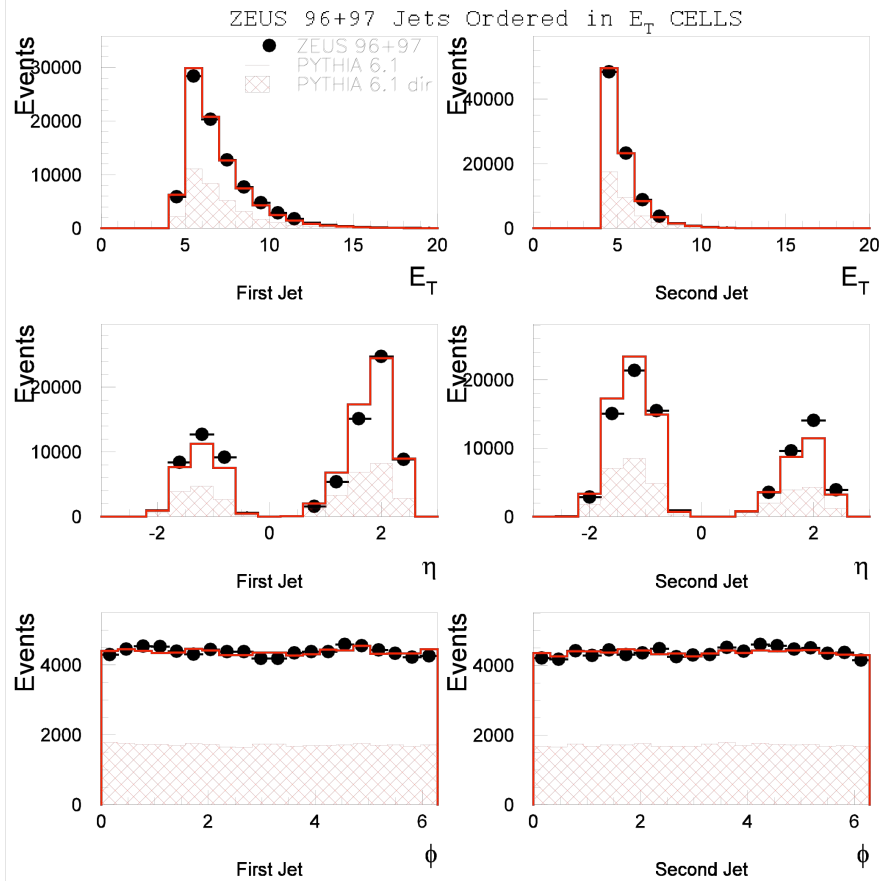 ZEUS 96+97 Jets Ordered in E_T CELLS
ZEUS 96+97
PYTHIA 6.1
PYTHIA 6.1 dir
Events
30000
20000
10000
0
0 5 10 15 20
E_T
First Jet
Events
40000
20000
0
0 5 10 15 20
E_T
Second Jet
Events
20000
10000
0
-2 0 2
η
First Jet
Events
20000
10000
0
-2 0 2
η
Second Jet
Events
4000
2000
0
0 2 4 6
ϕ
First Jet
Events
4000
2000
0
0 2 4 6
ϕ
Second Jet